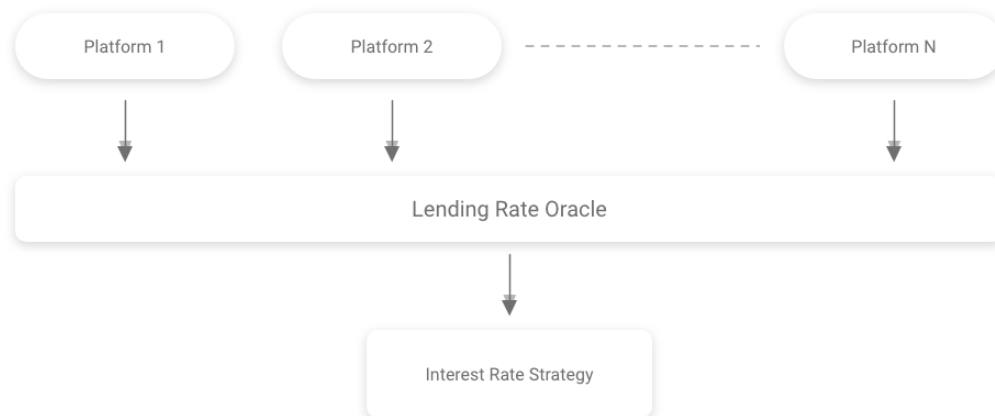 Platform 1
Platform 2
Platform N
Lending Rate Oracle
Interest Rate Strategy